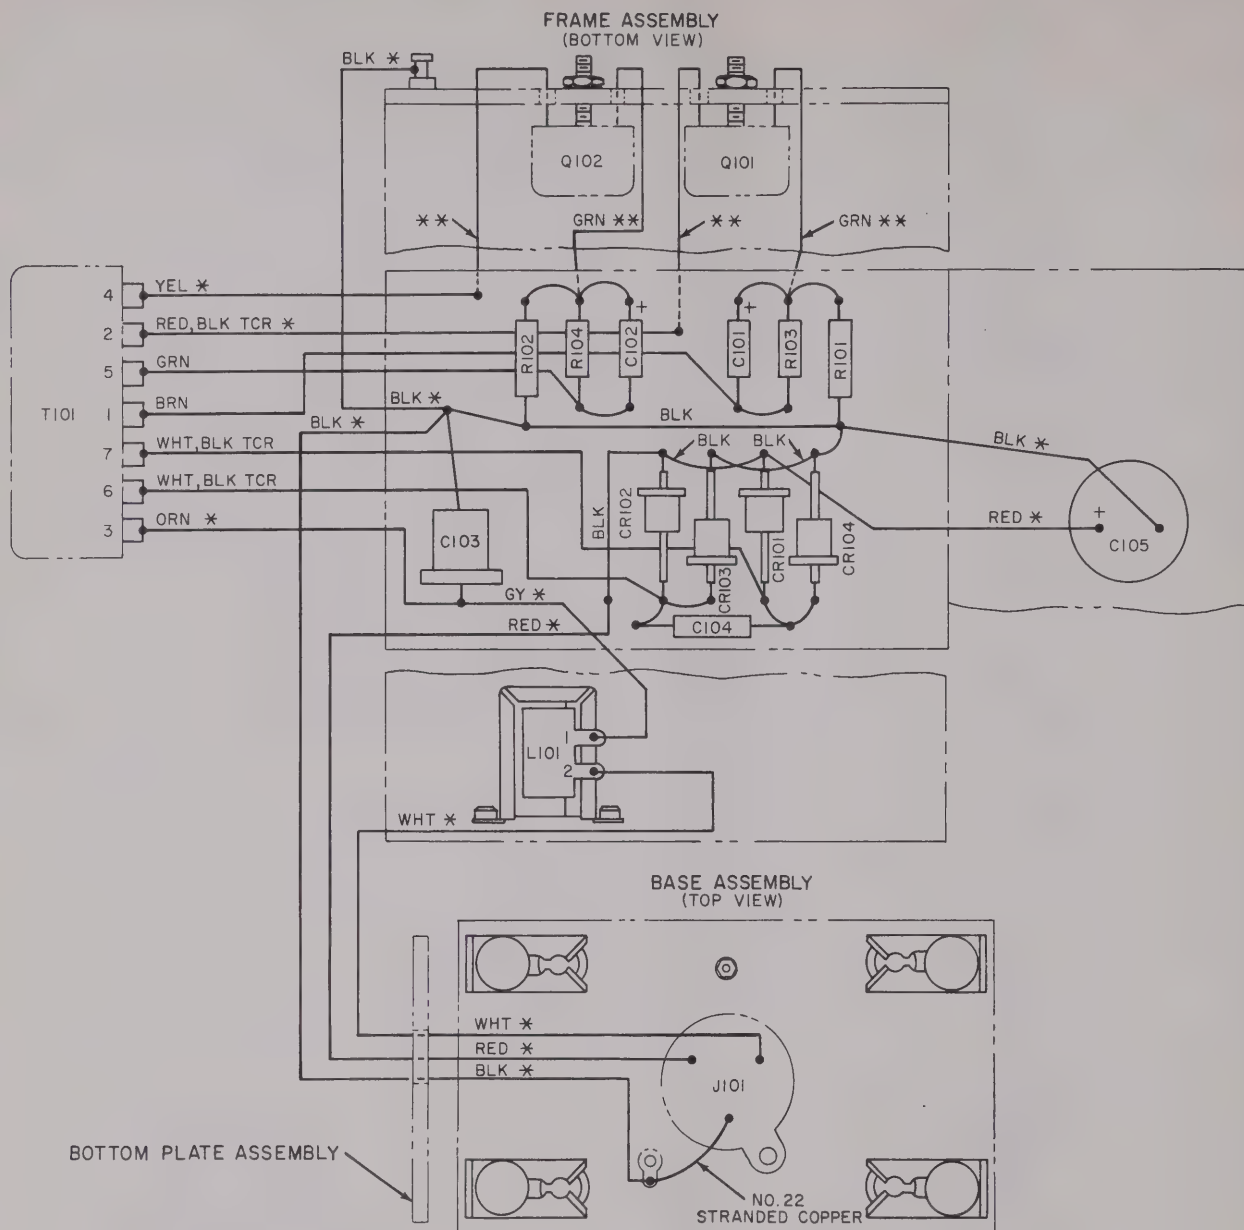 FRAME ASSEMBLY
(BOTTOM VIEW)
BLK *
Q102
Q101
**
GRN **
**
GRN **
4
YEL *
2
RED, BLK TCR *
5
GRN
T101
1
BRN
7
WHT, BLK TCR
6
WHT, BLK TCR
3
ORN *
R102
R104
C102
+
C101
+
R103
R101
BLK *
BLK *
BLK
BLK
BLK
BLK *
BLK
CR102
CR103
CR101
CR104
RED *
+
C105
C103
GY *
RED *
C104
L101
1
2
WHT *
BASE ASSEMBLY
(TOP VIEW)
WHT *
RED *
BLK *
J101
BOTTOM PLATE ASSEMBLY
NO. 22
STRANDED COPPER